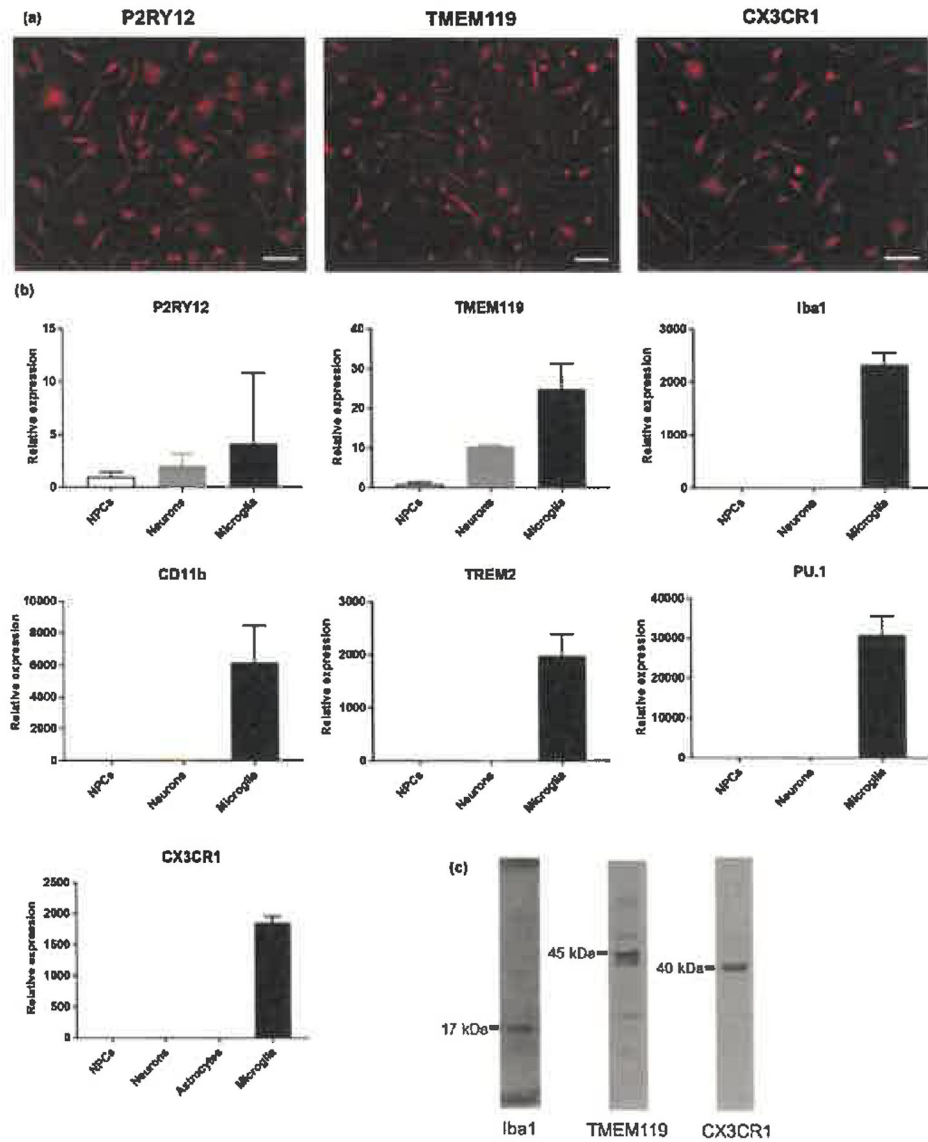 (a)
P2RY12
TMEM119
CX3CR1
(b)
P2RY12
Relative expression
15
10
5
0
NPCs
Neurons
Microglia
TMEM119
Relative expression
40
30
20
10
0
NPCs
Neurons
Microglia
Iba1
Relative expression
3000
2000
1000
0
NPCs
Neurons
Microglia
CD11b
Relative expression
10000
8000
6000
4000
2000
0
NPCs
Neurons
Microglia
TREM2
Relative expression
3000
2000
1000
0
NPCs
Neurons
Microglia
PU.1
Relative expression
40000
30000
20000
10000
0
NPCs
Neurons
Microglia
CX3CR1
Relative expression
2500
2000
1500
1000
500
0
NPCs
Neurons
Astrocytes
Microglia
(c)
17 kDa
Iba1
45 kDa
TMEM119
40 kDa
CX3CR1